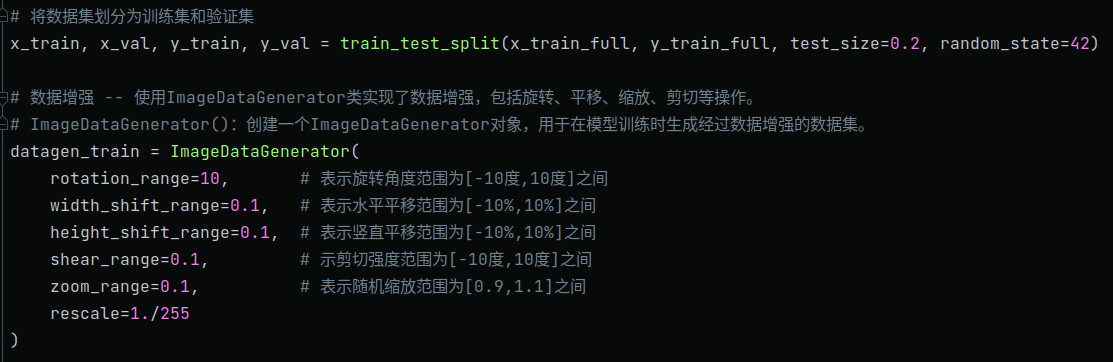 # 将数据集划分为训练集和验证集
x_train, x_val, y_train, y_val = train_test_split(x_train_full, y_train_full, test_size=0.2, random_state=42)
# 数据增强 -- 使用ImageDataGenerator类实现了数据增强，包括旋转、平移、缩放、剪切等操作。
# ImageDataGenerator()：创建一个ImageDataGenerator对象，用于在模型训练时生成经过数据增强的数据集。
datagen_train = ImageDataGenerator(
    rotation_range=10,       # 表示旋转角度范围为[-10度,10度]之间
    width_shift_range=0.1,   # 表示水平平移范围为[-10%,10%]之间
    height_shift_range=0.1,  # 表示竖直平移范围为[-10%,10%]之间
    shear_range=0.1,         # 示剪切强度范围为[-10度,10度]之间
    zoom_range=0.1,          # 表示随机缩放范围为[0.9,1.1]之间
    rescale=1./255
)